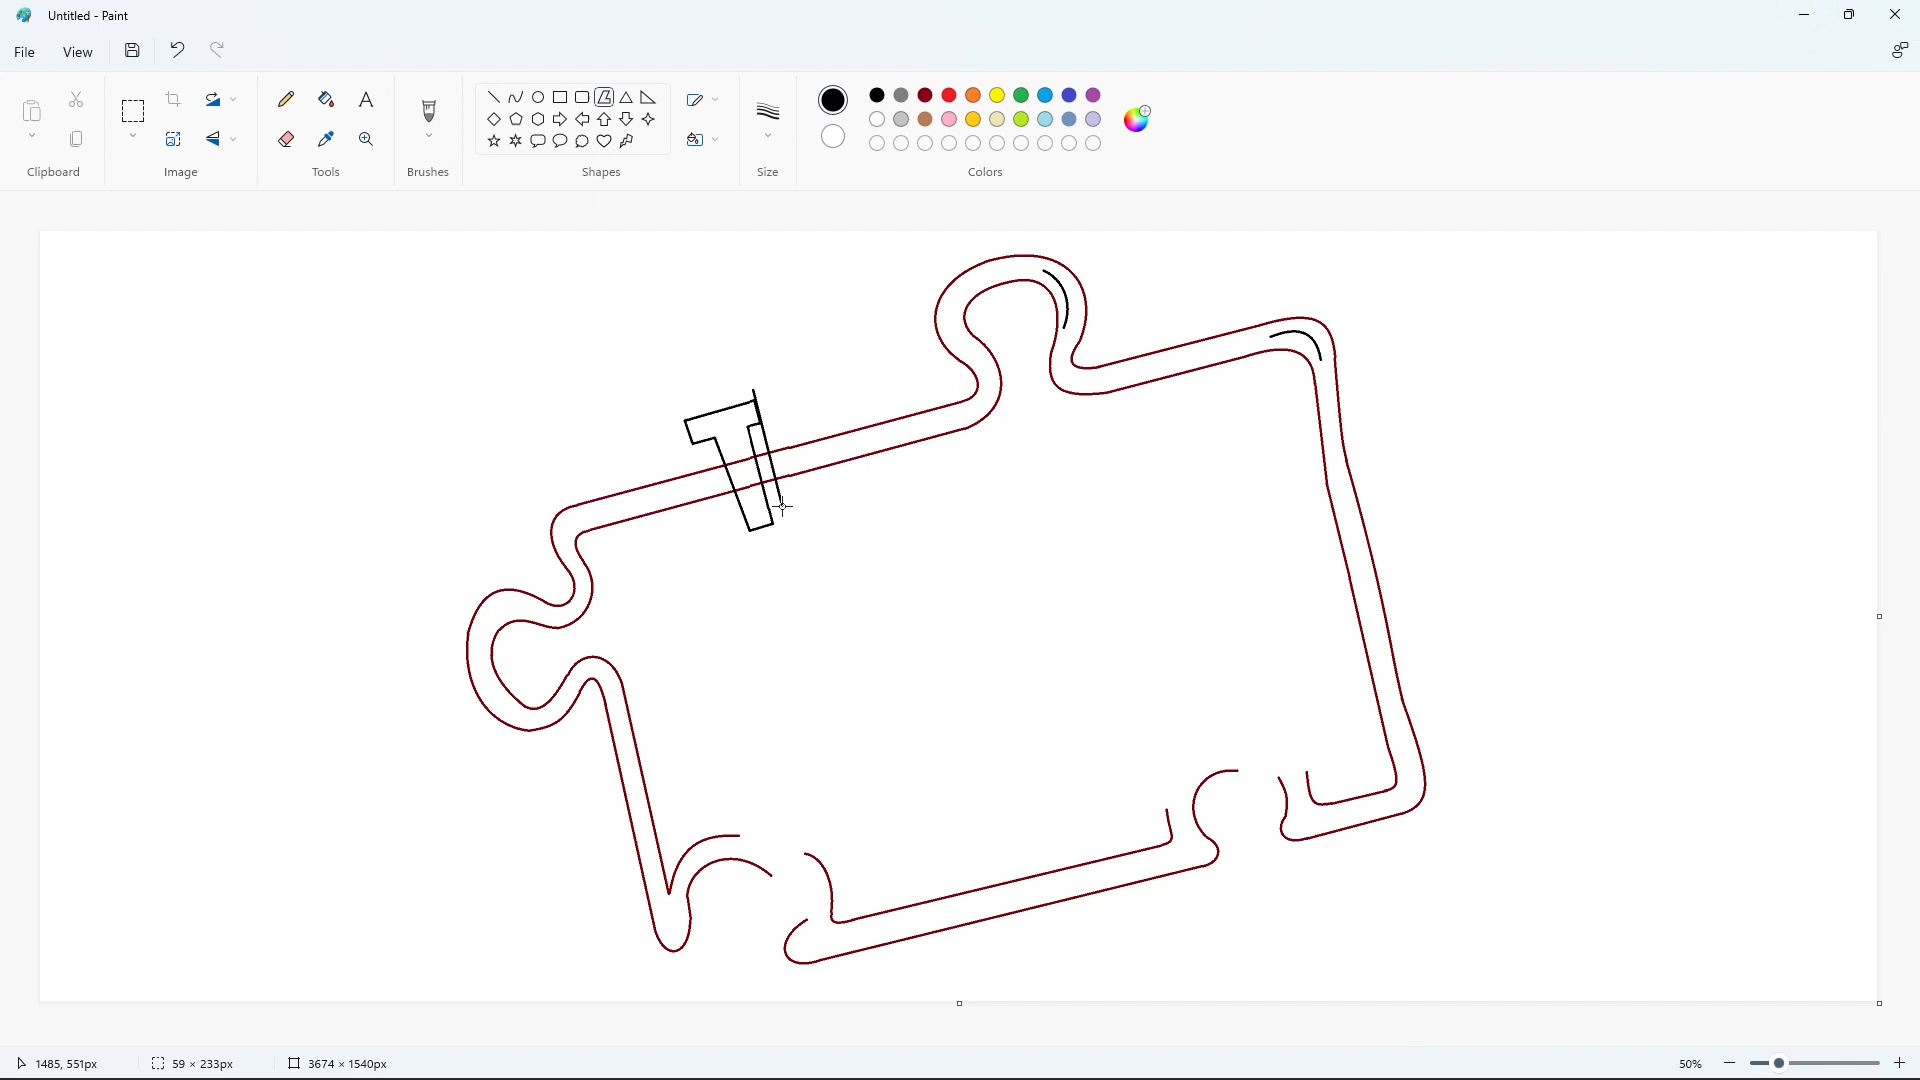 Untitled - Paint
File View
Clipboard Image Tools Brushes Shapes Size Colors
T
1485, 551px 59 × 233px 3674 × 1540px 50%